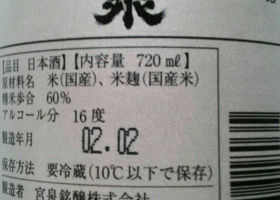 泉
【品目 日本酒】【内容量 720㎖】
原材料名 米(国産)、米麹(国産米)
精米歩合 60%
アルコール分 16度
製造年月 02.02
保存方法 要冷蔵(10℃以下で保存)
製造者 宮泉銘醸株式会社